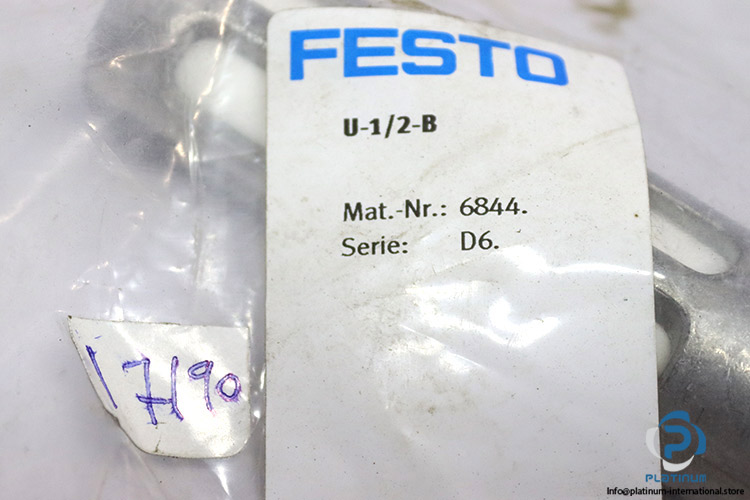 FESTO
U-1/2-B
Mat.-Nr.: 6844.
Serie: D6.
17190
PLATINUM
Info@platinum-international.store